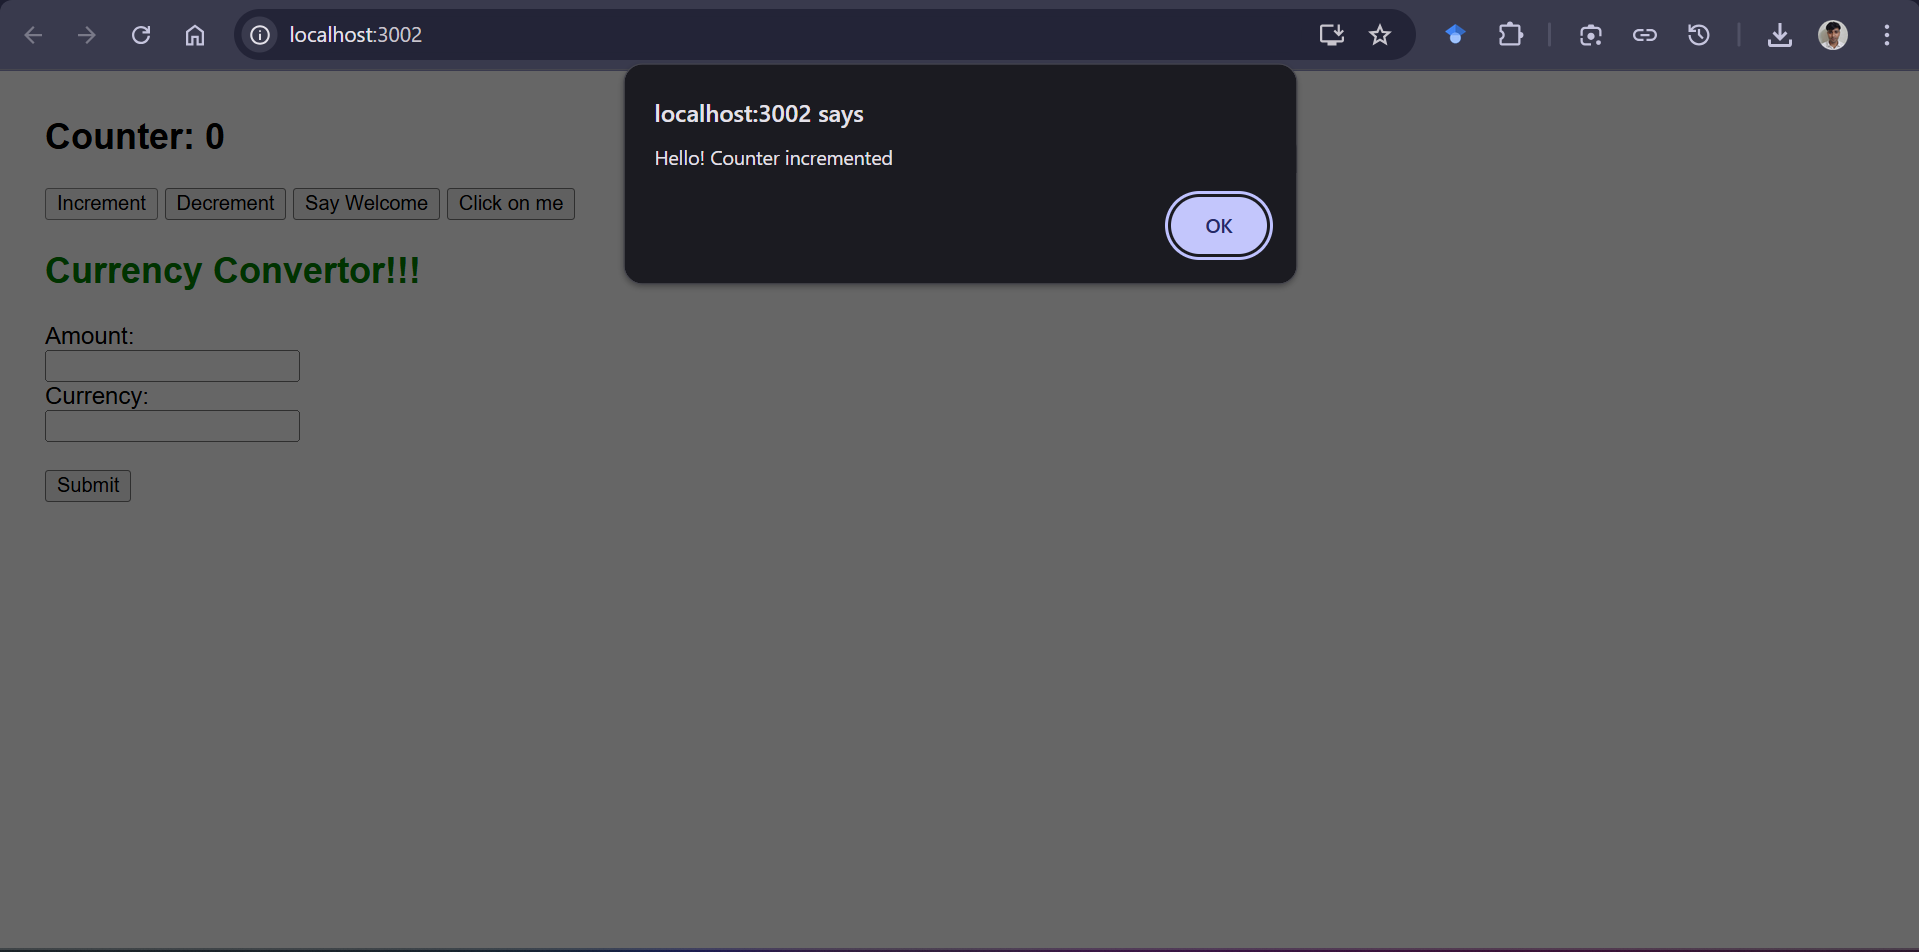 localhost:3002
localhost:3002 says
Hello! Counter incremented
OK
Counter: 0
Increment Decrement Say Welcome Click on me
Currency Convertor!!!
Amount:
Currency:
Submit